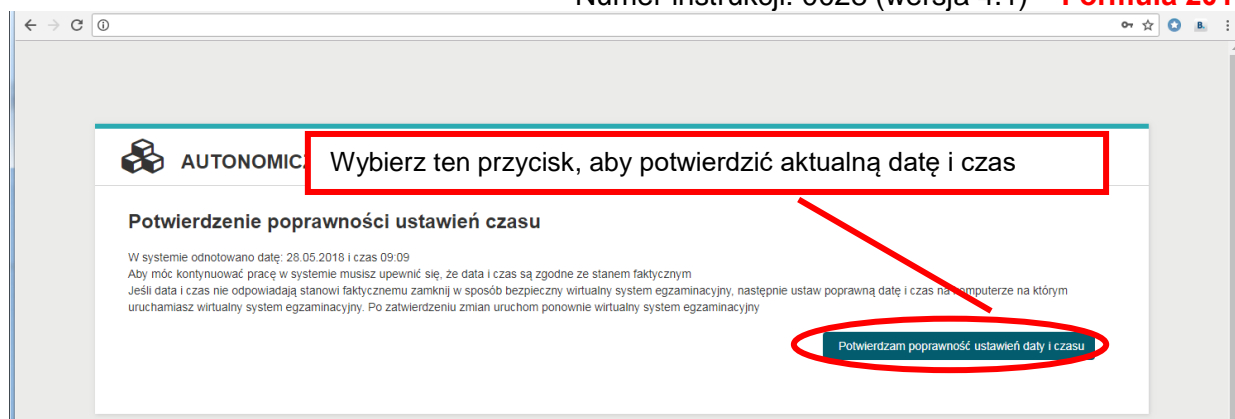 Numer instrukcji: 0028 (wersja 4.1)
AUTONOMICZ
Wybierz ten przycisk, aby potwierdzić aktualną datę i czas
Potwierdzenie poprawności ustawień czasu
W systemie odnotowano datę: 28.05.2018 i czas 09:09
Aby móc kontynuować pracę w systemie musisz upewnić się, że data i czas są zgodne ze stanem faktycznym
Jeśli data i czas nie odpowiadają stanowi faktycznemu zamknij w sposób bezpieczny wirtualny system egzaminacyjny, następnie ustaw poprawną datę i czas na komputerze na którym
uruchamiasz wirtualny system egzaminacyjny. Po zatwierdzeniu zmian uruchom ponownie wirtualny system egzaminacyjny
Potwierdzam poprawność ustawień daty i czasu